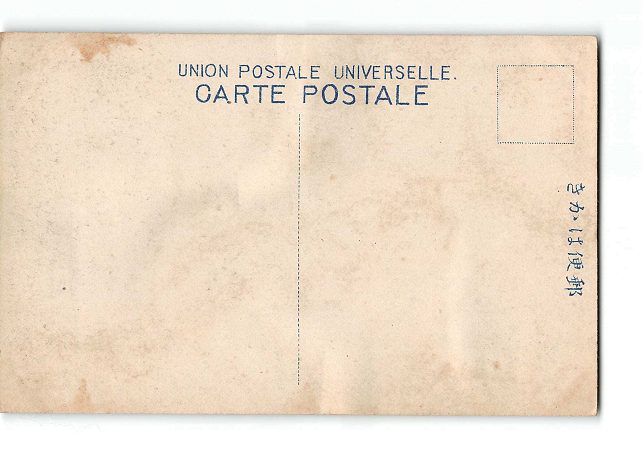 UNION POSTALE UNIVERSELLE.
CARTE POSTALE
郵便はかき